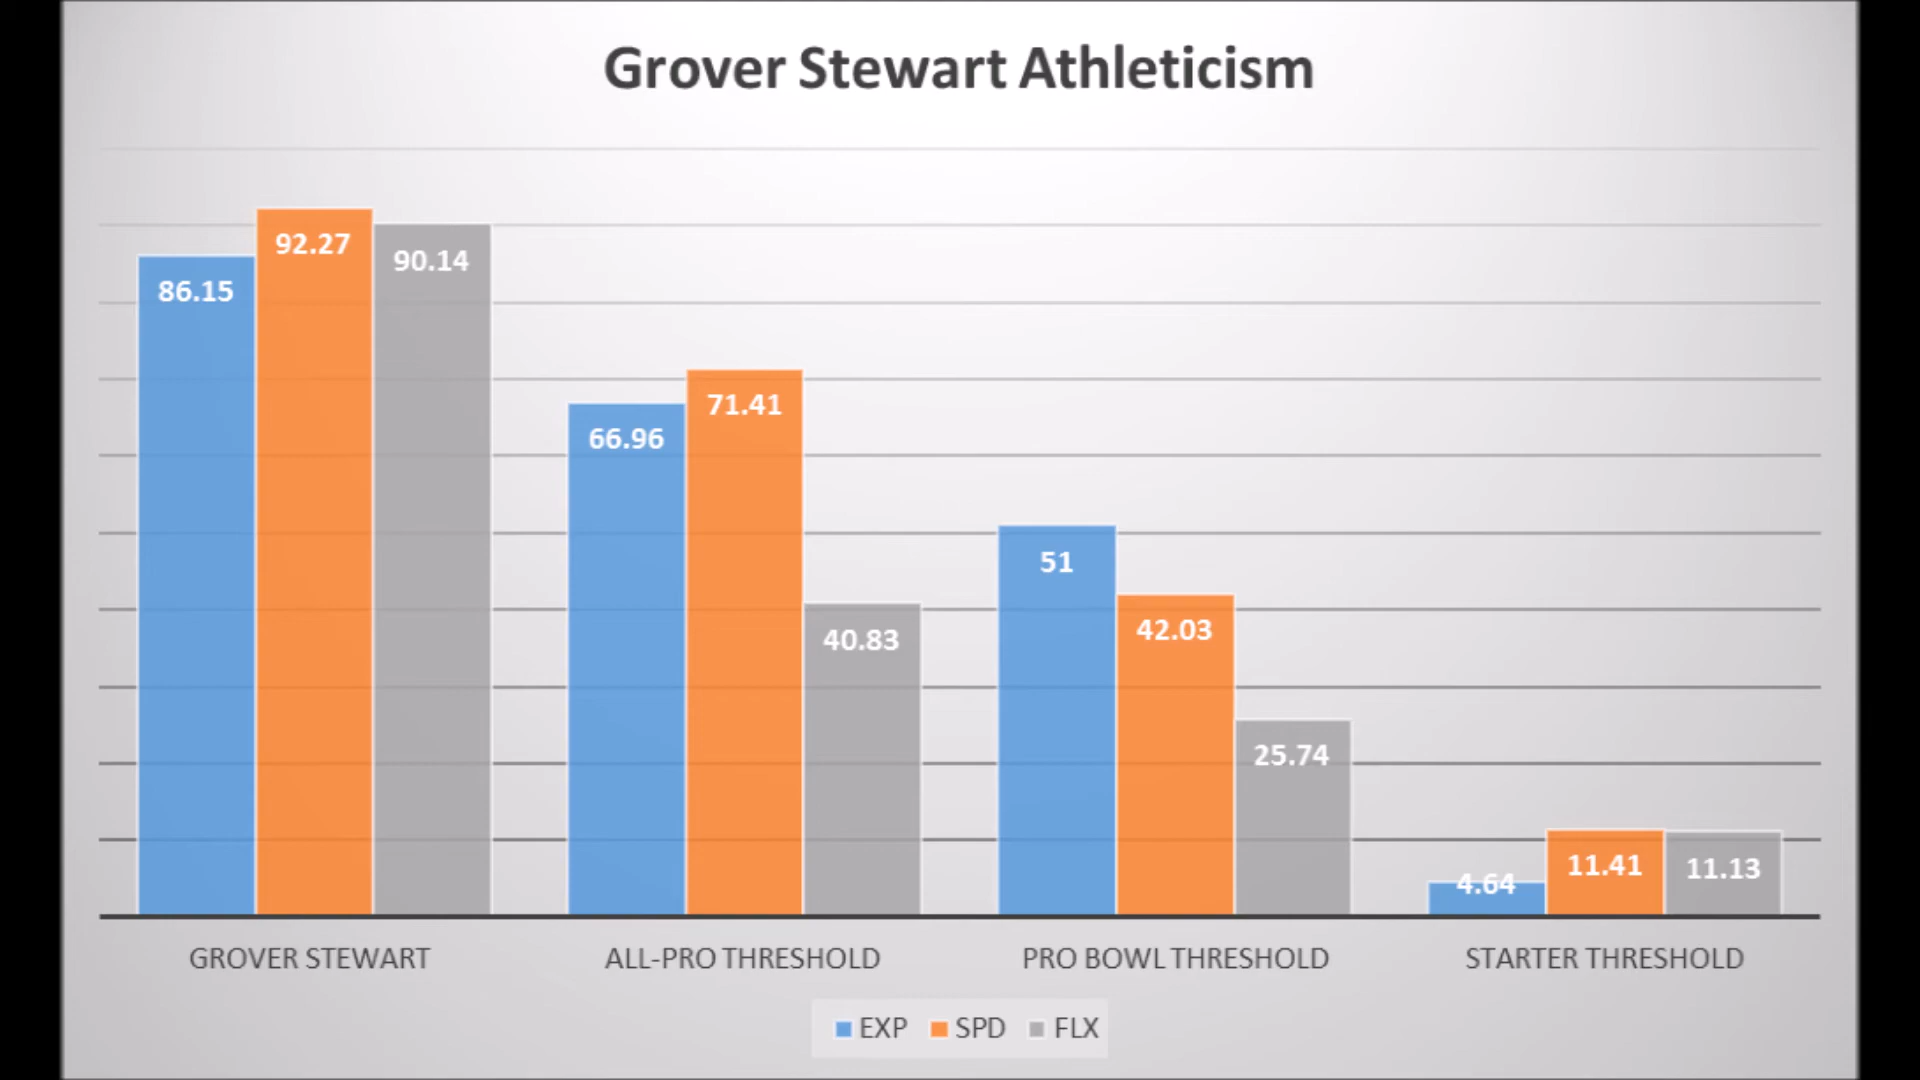 Grover Stewart Athleticism
86.15
92.27
90.14
66.96
71.41
40.83
51
42.03
25.74
4.64
11.41
11.13
GROVER STEWART
ALL-PRO THRESHOLD
PRO BOWL THRESHOLD
STARTER THRESHOLD
EXP SPD FLX